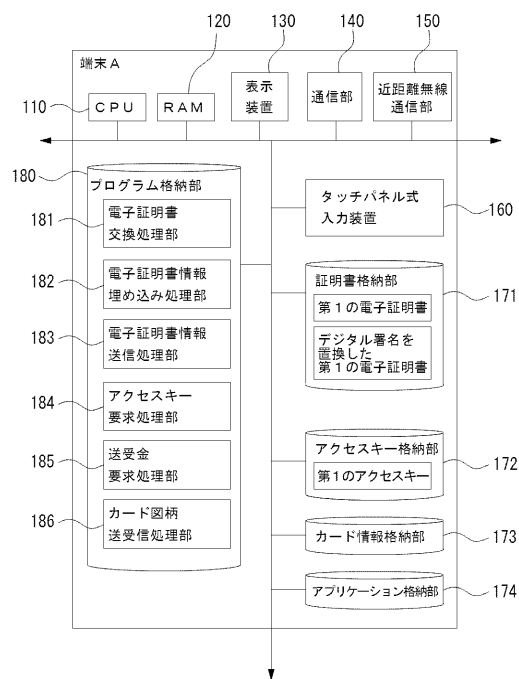 端末A
120
130
140
150
110
CPU
RAM
表示
装置
通信部
近距離無線
通信部
180
プログラム格納部
181
電子証明書
交換処理部
182
電子証明書情報
埋め込み処理部
183
電子証明書情報
送信処理部
184
アクセスキー
要求処理部
185
送受金
要求処理部
186
カード図柄
送受信処理部
タッチパネル式
入力装置
160
証明書格納部
第1の電子証明書
デジタル署名を
置換した
第1の電子証明書
171
アクセスキー格納部
第1のアクセスキー
172
カード情報格納部
173
アプリケーション格納部
174